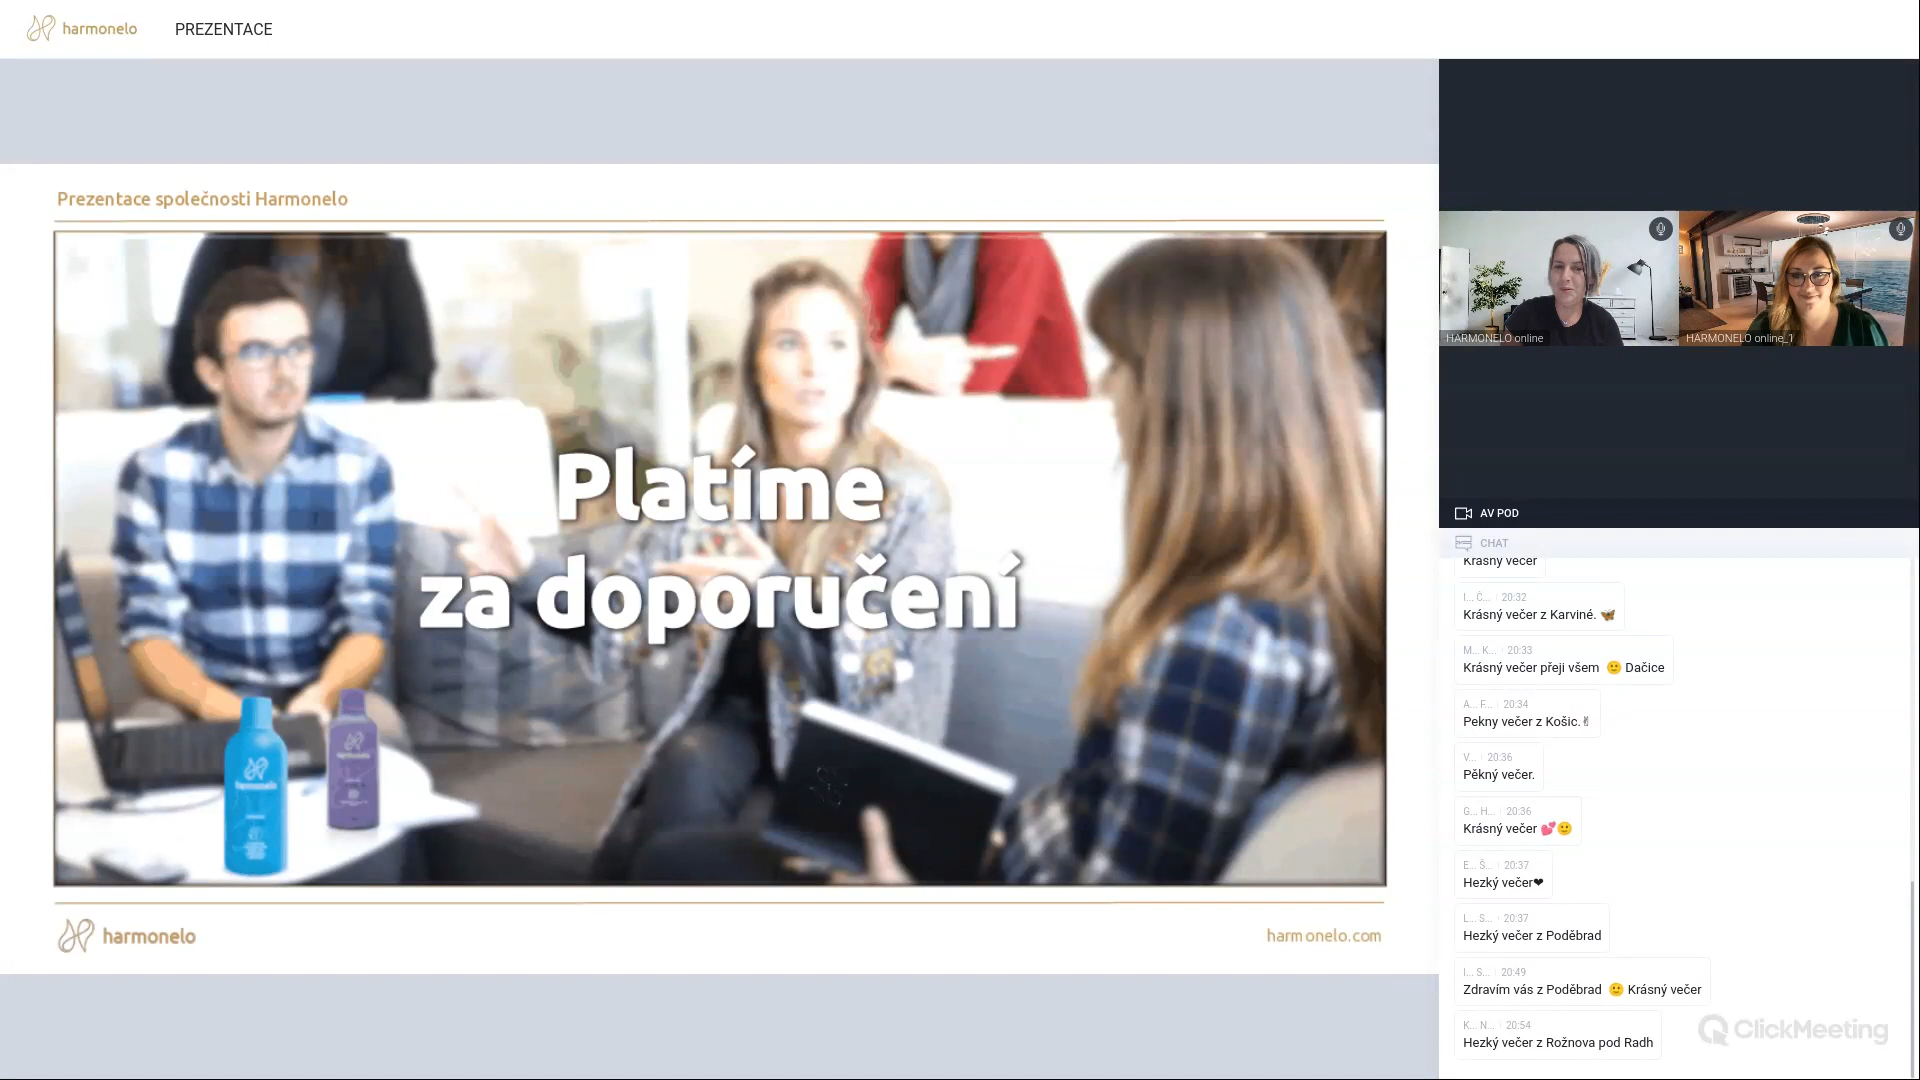 harmonelo
PREZENTACE
Prezentace společnosti Harmonelo
Platíme
za doporučení
harmonelo
harmonelo
harmonelo
harmonelo.com
HARMONELO online
HARMONELO online_1
AV POD
CHAT
Krásný večer
I... Č... 20:32
Krásný večer z Karviné. 🦋
M... K... 20:33
Krásný večer přeji všem 🙂 Dačice
A... F... 20:34
Pekny večer z Košic.✌
V... 20:36
Pěkný večer.
G... H... 20:36
Krásný večer 💕🙂
E... Š... 20:37
Hezký večer❤
L... S... 20:37
Hezký večer z Poděbrad
I... S... 20:49
Zdravím vás z Poděbrad 🙂 Krásný večer
K... N... 20:54
Hezký večer z Rožnova pod Radh
ClickMeeting